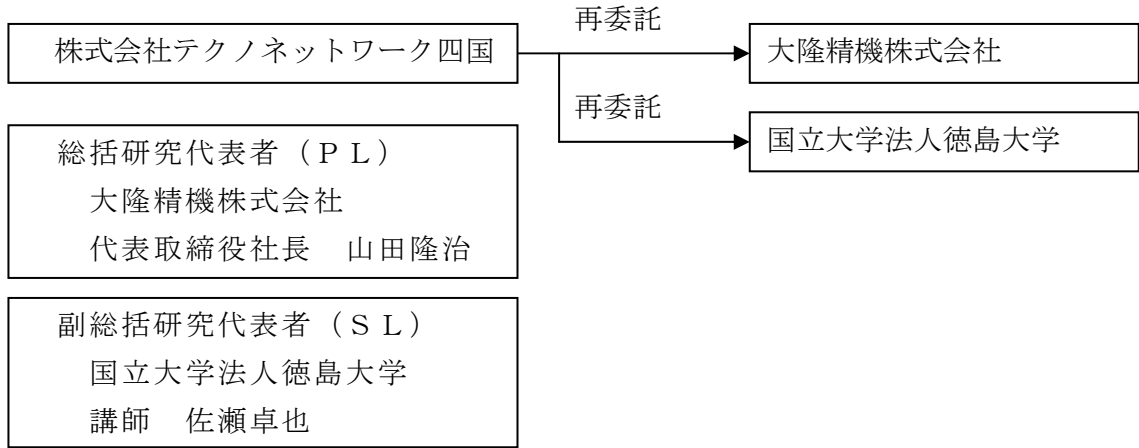 再委託
株式会社テクノネットワーク四国
大隆精機株式会社
再委託
国立大学法人徳島大学
総括研究代表者(PL)
大隆精機株式会社
代表取締役社長 山田隆治
副総括研究代表者(SL)
国立大学法人徳島大学
講師 佐瀬卓也